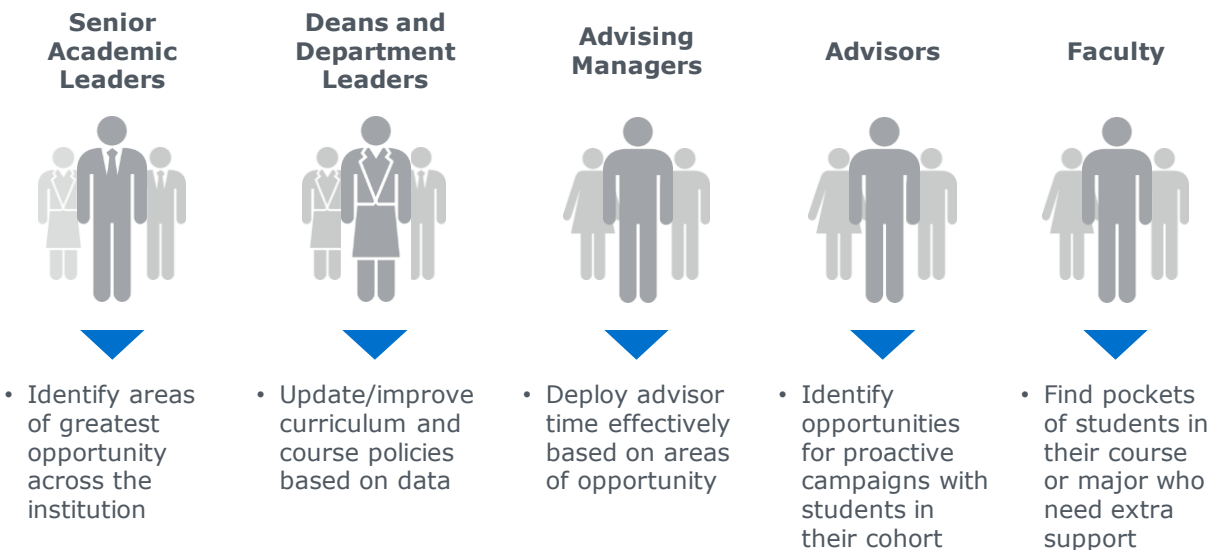 Senior
Academic
Leaders
Deans and
Department
Leaders
Advising
Managers
Advisors
Faculty
• Identify areas
of greatest
opportunity
across the
institution
• Update/improve
curriculum and
course policies
based on data
• Deploy advisor
time effectively
based on areas
of opportunity
• Identify
opportunities
for proactive
campaigns with
students in
their cohort
• Find pockets
of students in
their course
or major who
need extra
support